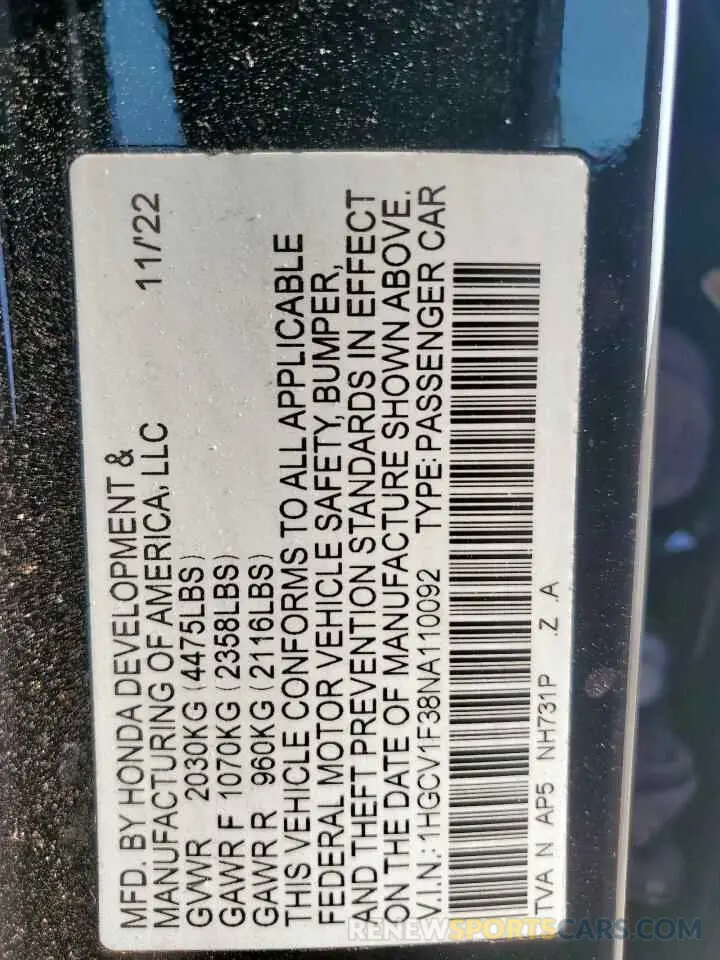 MFD. BY HONDA DEVELOPMENT &
MANUFACTURING OF AMERICA, LLC 11/'22
GVWR 2030KG (4475LBS)
GAWR F 1070KG (2358LBS)
GAWR R 960KG (2116LBS)
THIS VEHICLE CONFORMS TO ALL APPLICABLE
FEDERAL MOTOR VEHICLE SAFETY, BUMPER,
AND THEFT PREVENTION STANDARDS IN EFFECT
ON THE DATE OF MANUFACTURE SHOWN ABOVE.
V.I.N.: 1HGCV1F38NA110092 TYPE: PASSENGER CAR
TVA N AP5 NH731P .Z .A
RENEWSPORTSCARS.COM